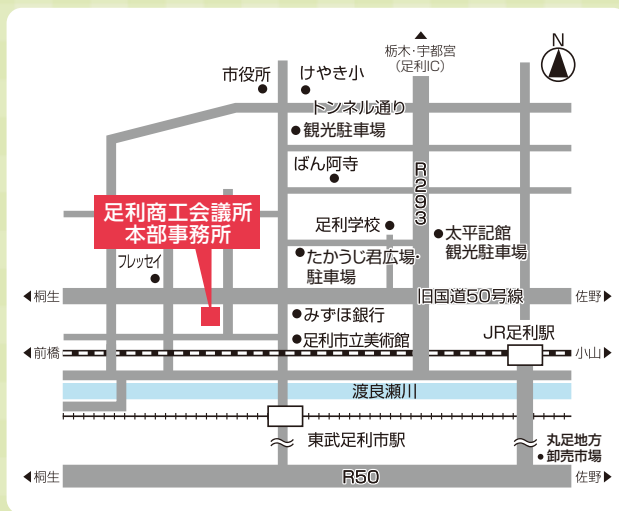 N
栃木・宇都宮
(足利IC)
市役所
けやき小
トンネル通り
観光駐車場
ばん阿寺
R293
足利商工会議所
本部事務所
足利学校
太平記館
観光駐車場
フレッセイ
たかうじ君広場・
駐車場
桐生
旧国道50号線
佐野
みずほ銀行
足利市立美術館
JR足利駅
前橋
小山
渡良瀬川
東武足利市駅
丸足地方
卸売市場
桐生
R50
佐野